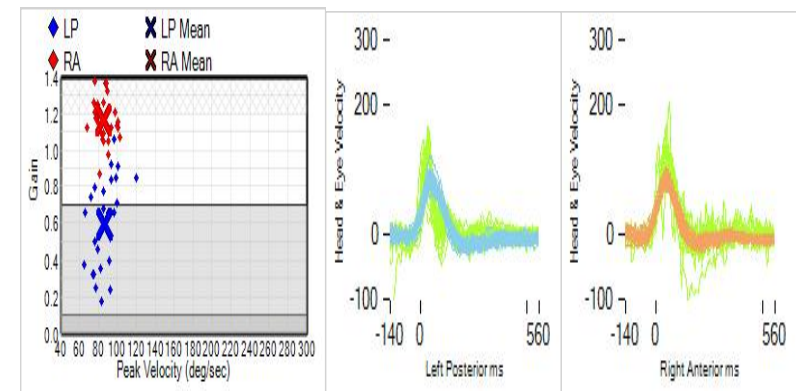 LP LP Mean
RA RA Mean
1.4
1.2
1.0
0.8
0.6
0.4
0.2
0.0
Gain
40 60 80 100 120 140 160 180 200 220 240 260 280 300
Peak Velocity (deg/sec)
300
200
0
-100
Head & Eye Velocity
-140 0 560
Left Posterior ms
300
200
0
-100
Head & Eye Velocity
-140 0 560
Right Anterior ms